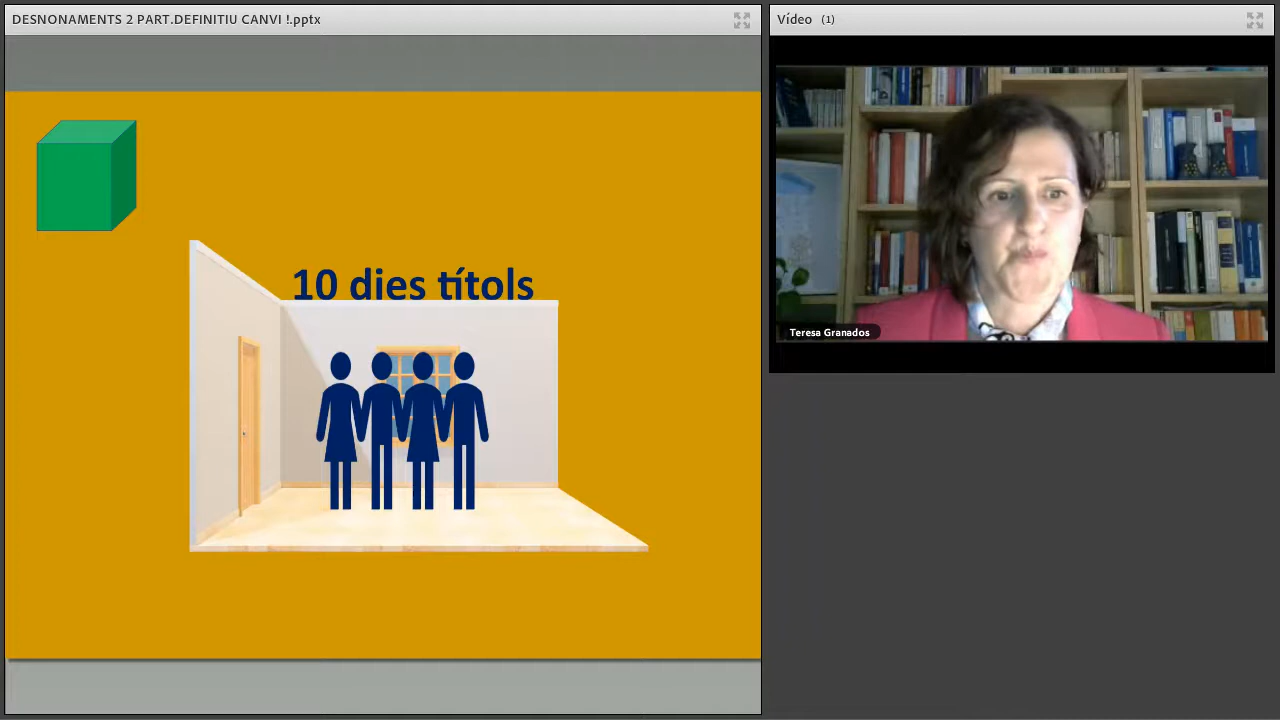 DESNONAMENTS 2 PART.DEFINITIU CANVI !.pptx
Vídeo (1)
10 dies títols
Teresa Granados